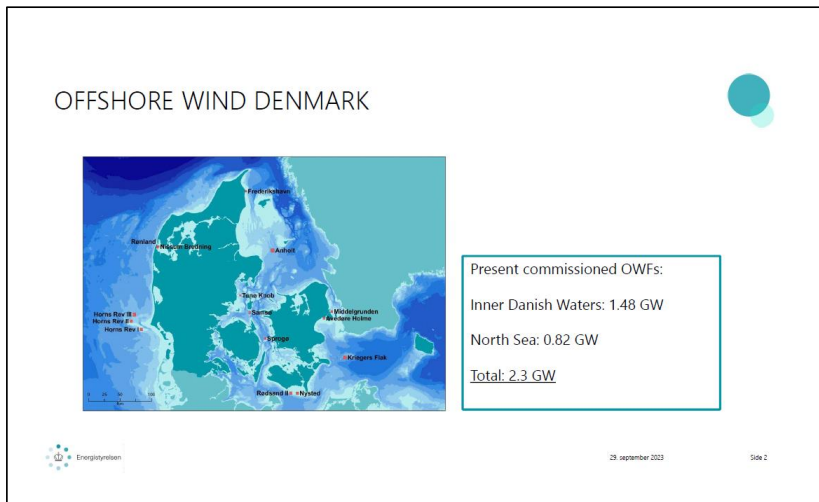 OFFSHORE WIND DENMARK
Frederikshavn
Rønland
Nissum Bredning
Anholt
Tunø Knob
Samsø
Middelgrunden
Avedøre Holme
Horns Rev III
Horns Rev II
Horns Rev I
Sprogø
Kriegers Flak
Rødsand II
Nysted
Present commissioned OWFs:
Inner Danish Waters: 1.48 GW
North Sea: 0.82 GW
Total: 2.3 GW
Energistyrelsen
29. september 2023
Side 2